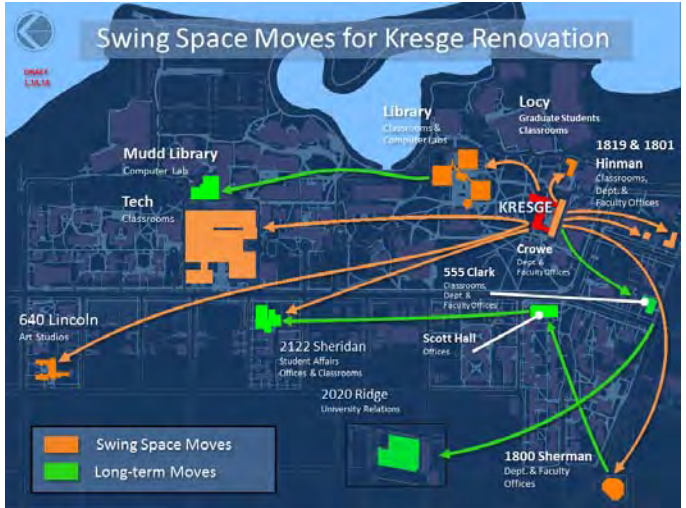 Swing Space Moves for Kresge Renovation
DRAFT
Library
Classrooms &
Computer Labs
Locy
Graduate Students
Classrooms
1819 & 1801
Hinman
Classrooms,
Dept. &
Faculty Offices
Mudd Library
Computer Lab
Tech
Classrooms
KRESGE
Crowe
Dept. &
Faculty Offices
555 Clark
Classrooms,
Dept. &
Faculty Offices
640 Lincoln
Art Studios
2122 Sheridan
Student Affairs
Offices & Classrooms
Scott Hall
Offices
2020 Ridge
University Relations
1800 Sherman
Dept. & Faculty
Offices
Swing Space Moves
Long-term Moves